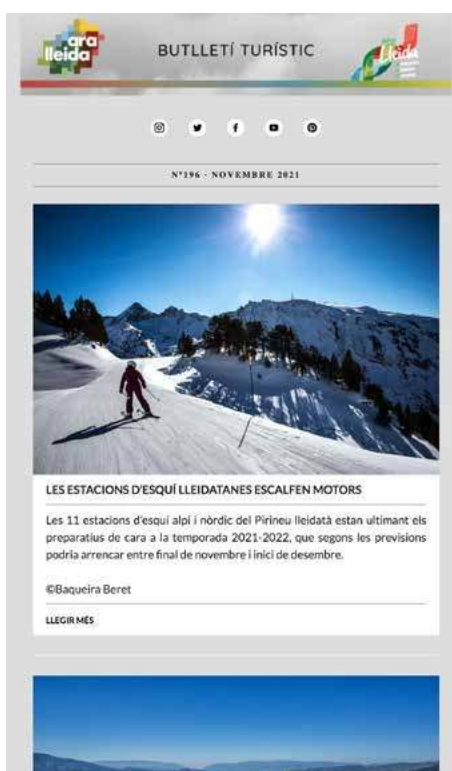 ara
lleida
BUTLLETÍ TURÍSTIC
Lleida
Nº196 - NOVEMBRE 2021
LES ESTACIONS D'ESQUÍ LLEIDATANES ESCALFEN MOTORS
Les 11 estacions d'esquí alpí i nòrdic del Pirineu lleidatà estan ultimant els
preparatius de cara a la temporada 2021-2022, que segons les previsions
podria arrencar entre final de novembre i inici de desembre.
©Baqueira Beret
LLEGIR MÉS